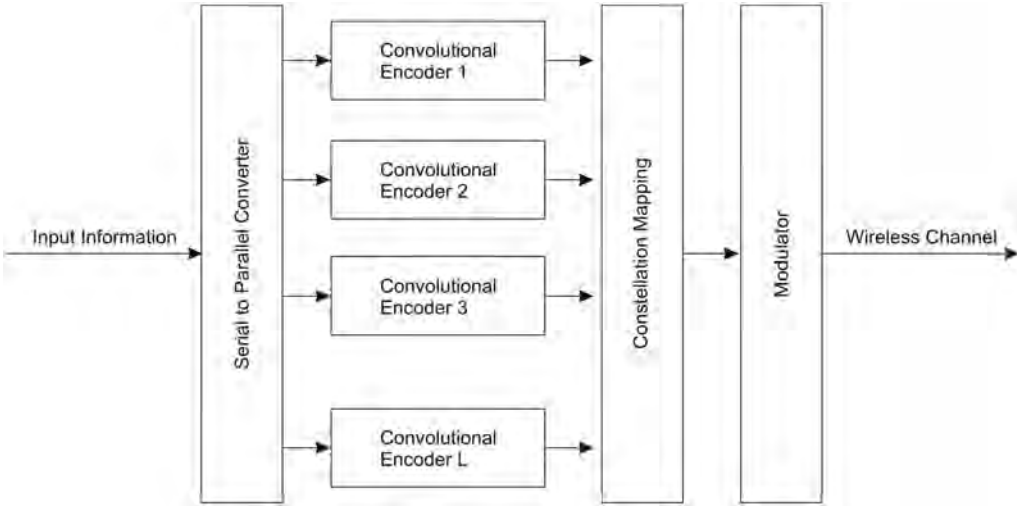 Input Information
Serial to Parallel Converter
Convolutional
Encoder 1
Convolutional
Encoder 2
Convolutional
Encoder 3
Convolutional
Encoder L
Constellation Mapping
Modulator
Wireless Channel